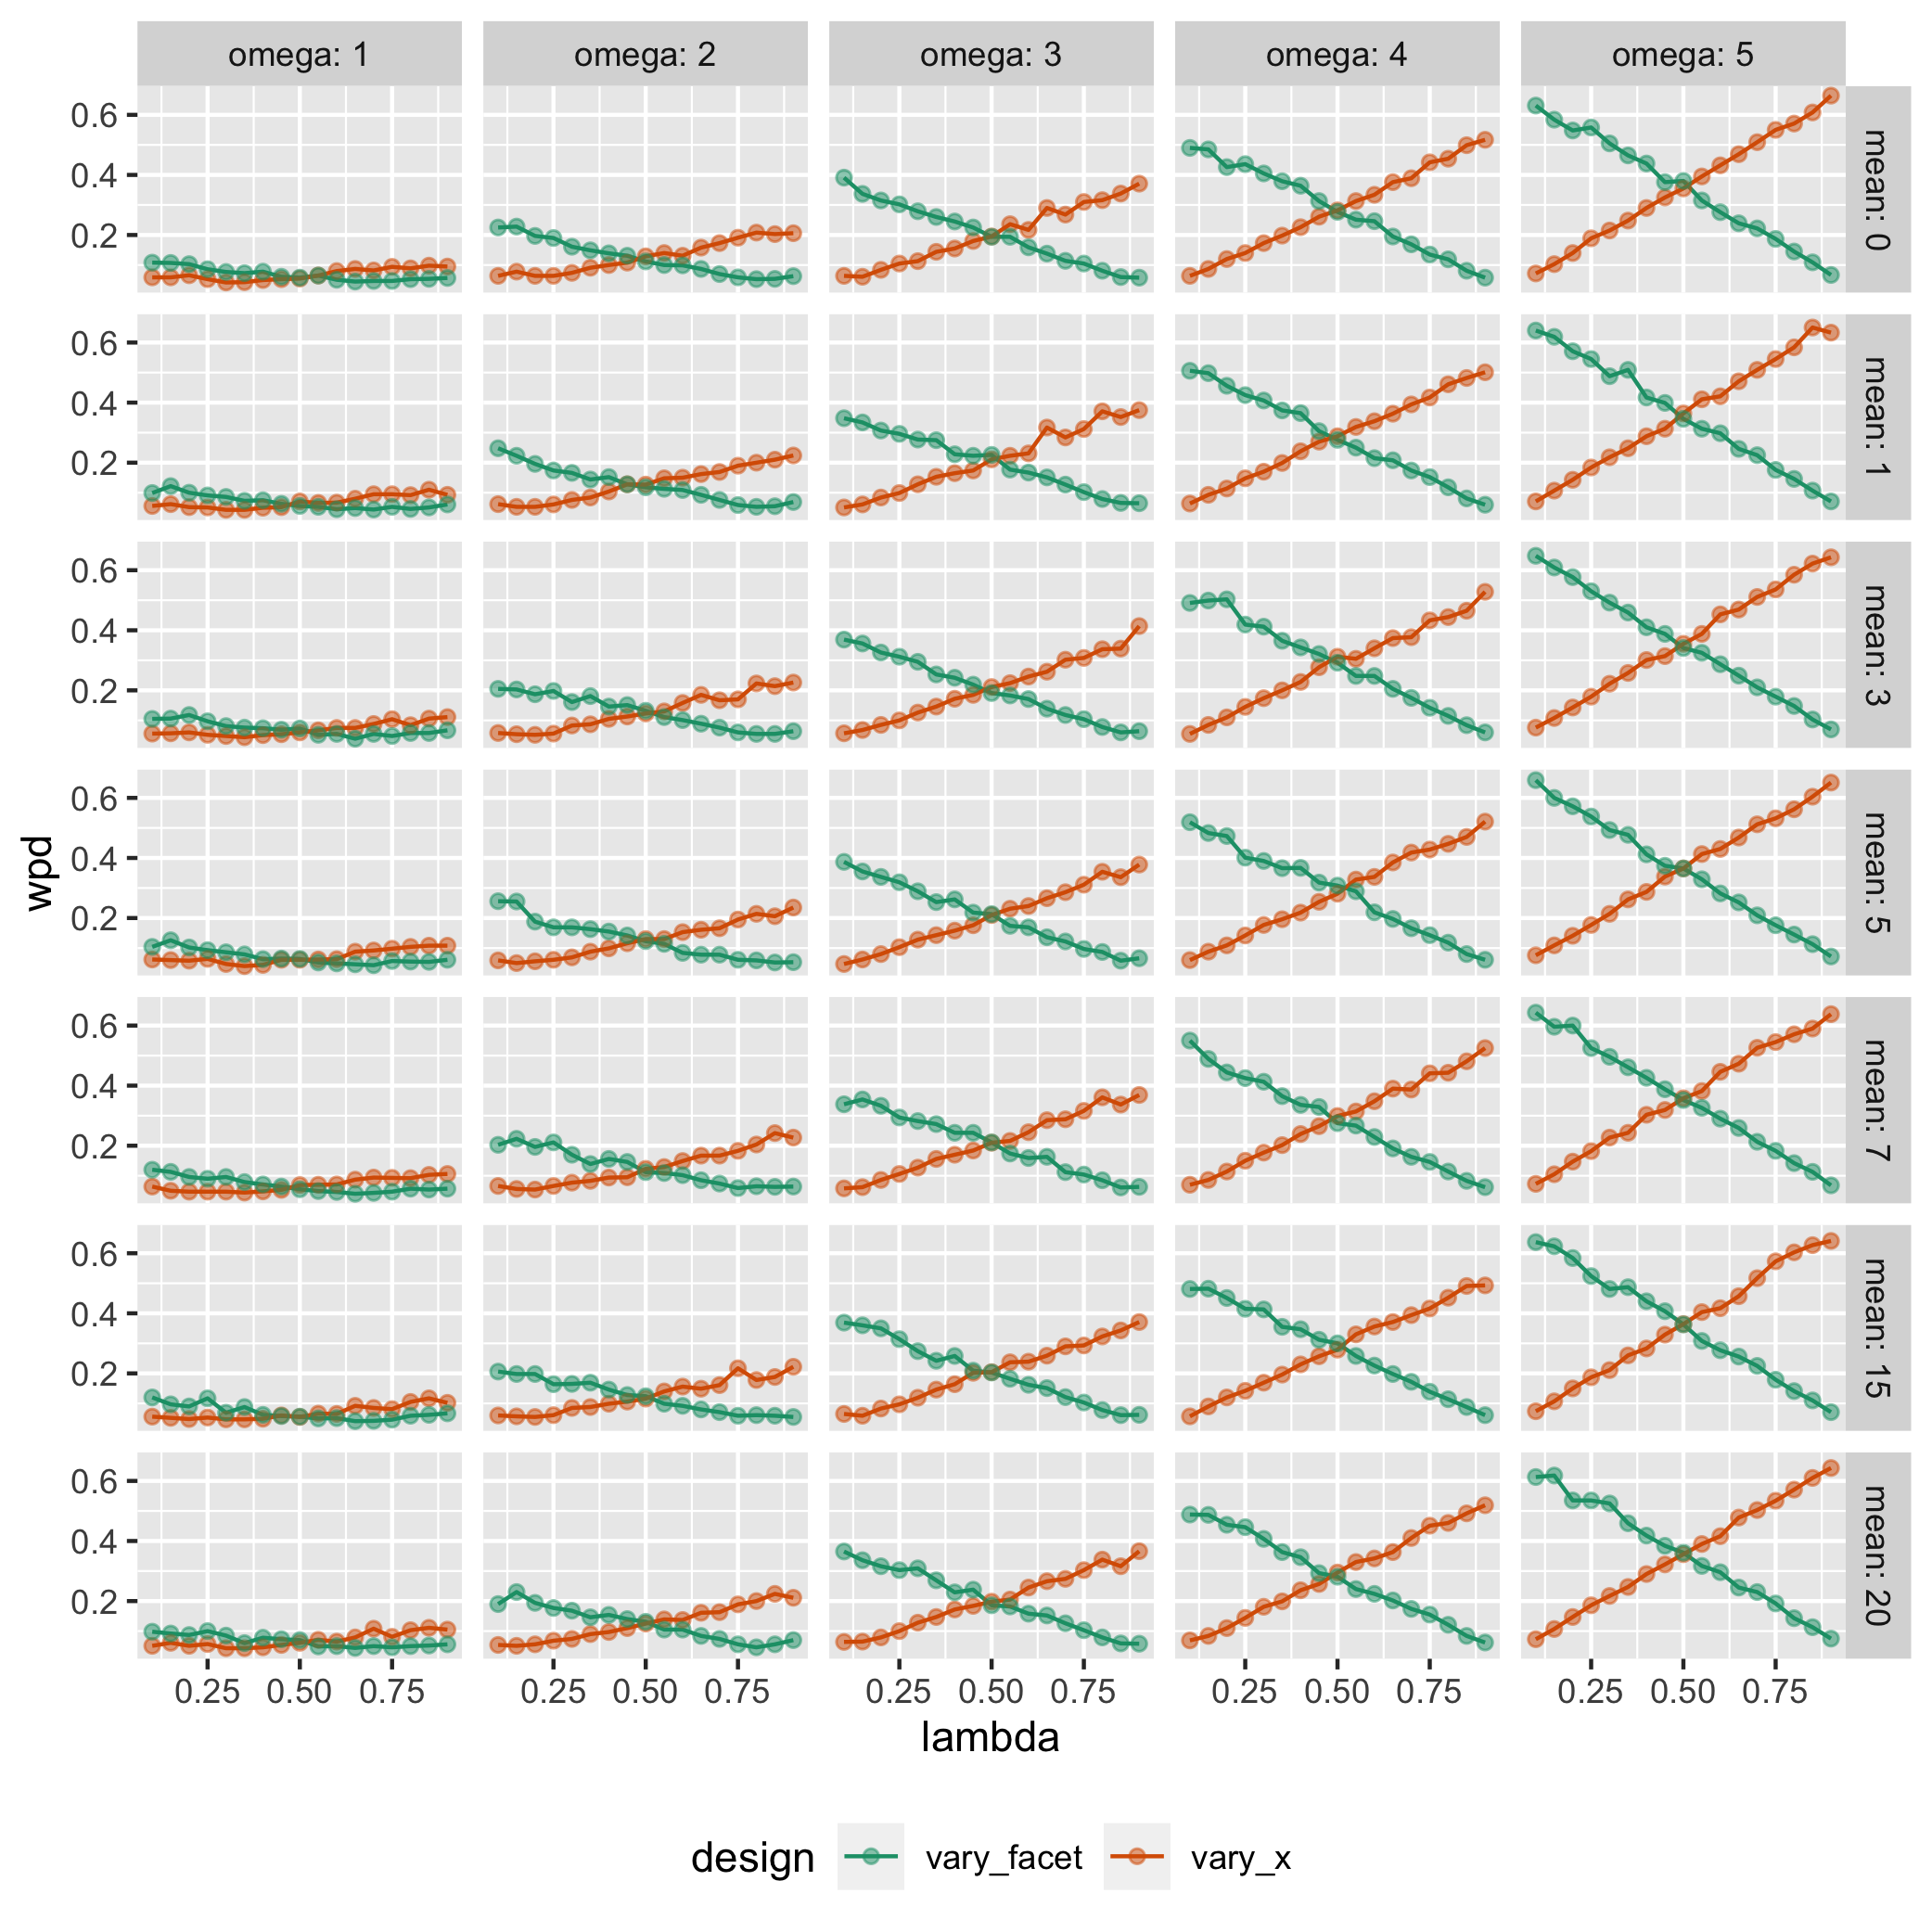 omega: 1 omega: 2 omega: 3 omega: 4 omega: 5
0.6
0.4
0.2
mean: 0
0.6
0.4
0.2
mean: 1
0.6
0.4
0.2
mean: 3
0.6
0.4
0.2
mean: 5
0.6
0.4
0.2
mean: 7
0.6
0.4
0.2
mean: 15
0.6
0.4
0.2
mean: 20
mpd
0.25 0.50 0.75 0.25 0.50 0.75 0.25 0.50 0.75 0.25 0.50 0.75 0.25 0.50 0.75
lambda
design vary_facet vary_x